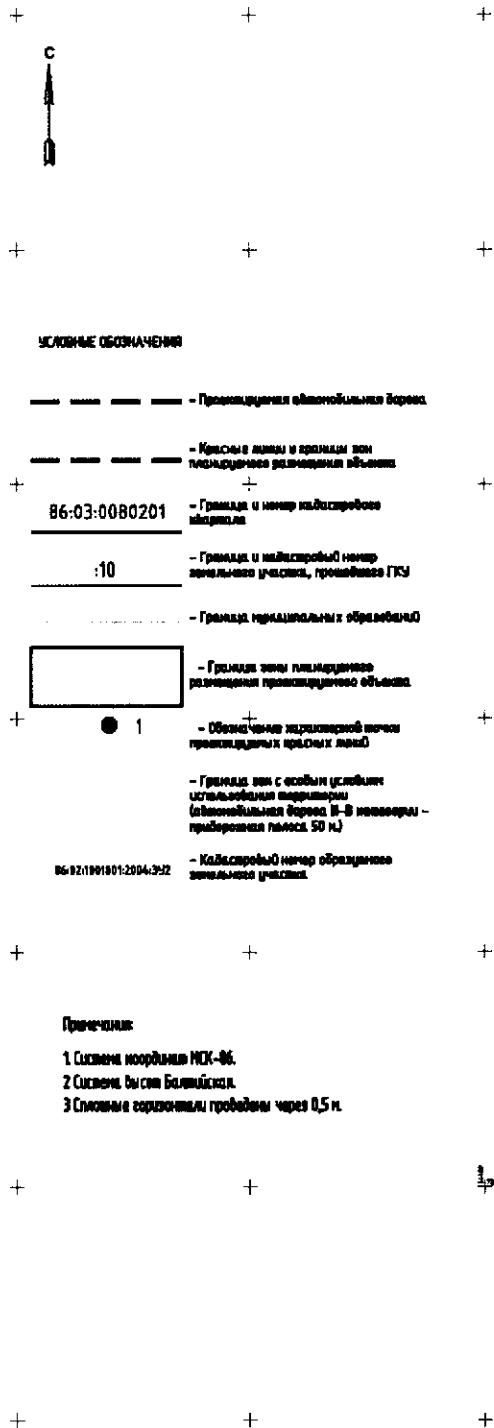 С
УСЛОВНЫЕ ОБОЗНАЧЕНИЯ
- Проектируемая автомобильная дорога
- Красные линии и границы зон
планируемого размещения объекта
86:03:0080201
- Граница и номер кадастрового
квартала
:10
- Граница и кадастровый номер
земельного участка, прошедшего ГКУ
- Граница муниципальных образований
- Граница зоны планируемого
размещения проектируемого объекта
1
- Обозначение характерной точки
проектируемых красных линий
- Граница зон с особым условиям
использования территории
(автомобильная дорога категории -
придорожная полоса 50 м.)
- Кадастровый номер образуемого
земельного участка
Примечания:
1 Система координат МСК-86.
2 Система высот Балтийская.
3 Сплошные горизонтали проведены через 0,5 м.